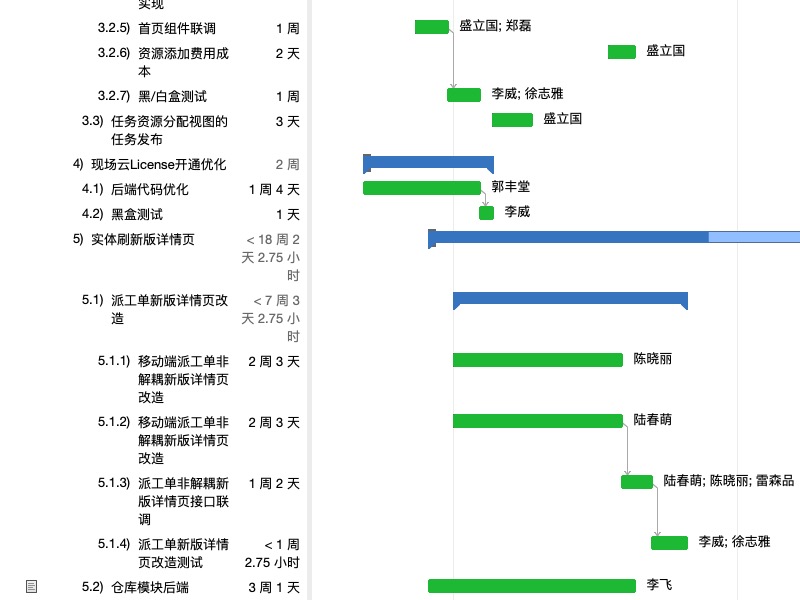 实现
3.2.5) 首页组件联调 1 周 盛立国; 郑磊
3.2.6) 资源添加费用成 2 天 盛立国
本
3.2.7) 黑/白盒测试 1 周 李威; 徐志雅
3.3) 任务资源分配视图的 3 天 盛立国
任务发布
4) 现场云License开通优化 2 周
4.1) 后端代码优化 1 周 4 天 郭丰堂
4.2) 黑盒测试 1 天 李威
5) 实体刷新版详情页 < 18 周 2
天 2.75 小
时
5.1) 派工单新版详情页改 < 7 周 3
造 天 2.75 小
时
5.1.1) 移动端派工单非 2 周 3 天 陈晓丽
解耦新版详情页
改造
5.1.2) 移动端派工单非 2 周 3 天 陆春萌
解耦新版详情页
改造
5.1.3) 派工单非解耦新 1 周 2 天 陆春萌; 陈晓丽; 雷森品
版详情页接口联
调
5.1.4) 派工单新版详情 < 1 周 李威; 徐志雅
页改造测试 2.75 小时
5.2) 仓库模块后端 3 周 1 天 李飞